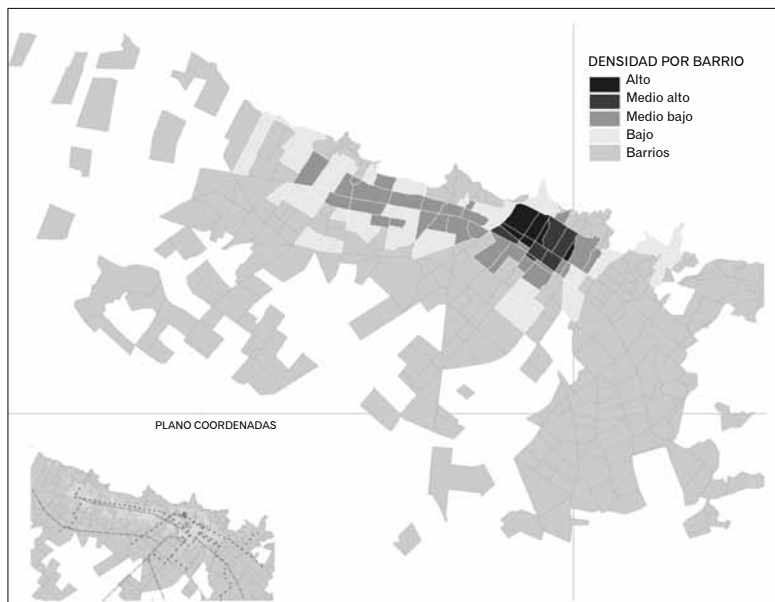 DENSIDAD POR BARRIO
Alto
Medio alto
Medio bajo
Bajo
Barrios
PLANO COORDENADAS